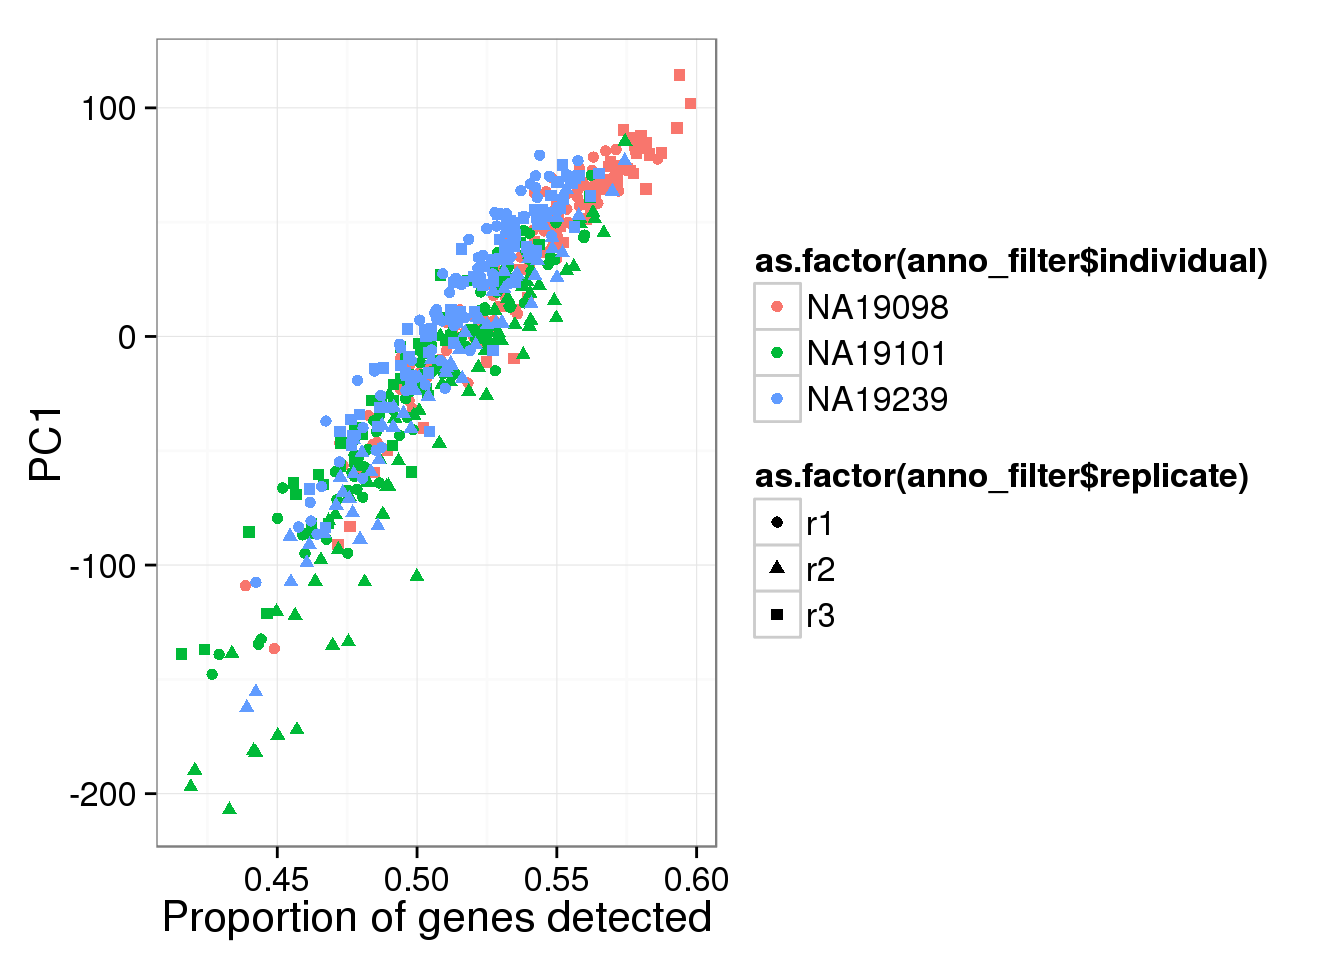 100
0
-100
-200
PC1
0.45 0.50 0.55 0.60
Proportion of genes detected
as.factor(anno_filter$individual)
NA19098
NA19101
NA19239
as.factor(anno_filter$replicate)
r1
r2
r3